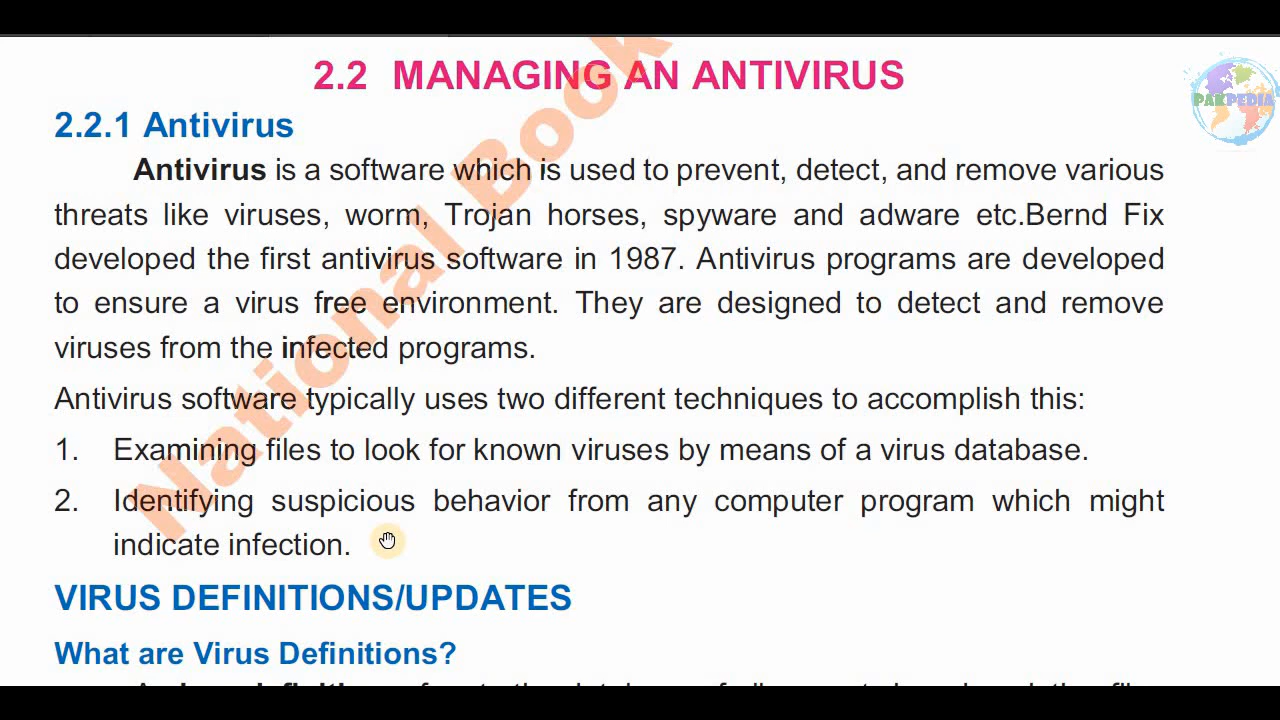 2.2 MANAGING AN ANTIVIRUS
PAKPEDIA
2.2.1 Antivirus
Antivirus is a software which is used to prevent, detect, and remove various
threats like viruses, worm, Trojan horses, spyware and adware etc.Bernd Fix
developed the first antivirus software in 1987. Antivirus programs are developed
to ensure a virus free environment. They are designed to detect and remove
viruses from the infected programs.
Antivirus software typically uses two different techniques to accomplish this:
1. Examining files to look for known viruses by means of a virus database.
2. Identifying suspicious behavior from any computer program which might
indicate infection.
VIRUS DEFINITIONS/UPDATES
What are Virus Definitions?
National Book